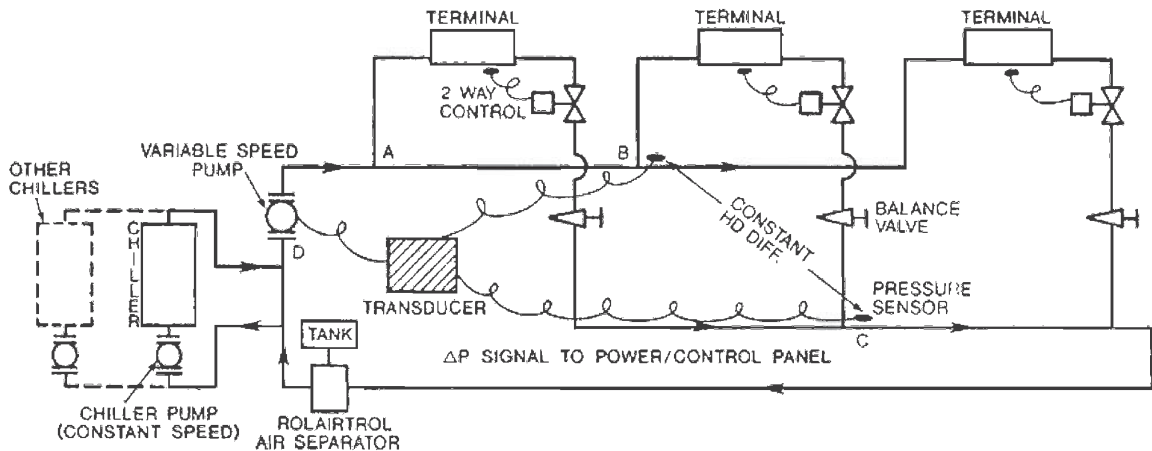 TERMINAL
TERMINAL
TERMINAL
2 WAY
CONTROL
A
B
VARIABLE SPEED
PUMP
OTHER
CHILLERS
CHILLER
D
TRANSDUCER
CONSTANT
HD DIFF.
BALANCE
VALVE
PRESSURE
SENSOR
C
TANK
ΔP SIGNAL TO POWER/CONTROL PANEL
CHILLER PUMP
(CONSTANT SPEED)
ROLAIRTROL
AIR SEPARATOR